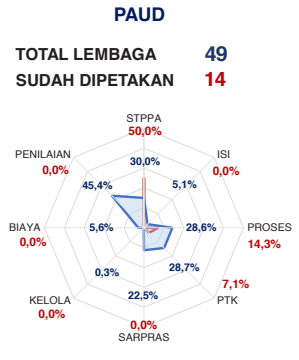 PAUD
TOTAL LEMBAGA 49
SUDAH DIPETAKAN 14
STPPA
50,0%
PENILAIAN
0,0%
ISI
0,0%
30,0%
45,4%
5,1%
BIAYA
0,0%
5,6%
28,6%
PROSES
14,3%
0,3%
28,7%
7,1%
PTK
22,5%
KELOLA
0,0%
0,0%
SARPRAS